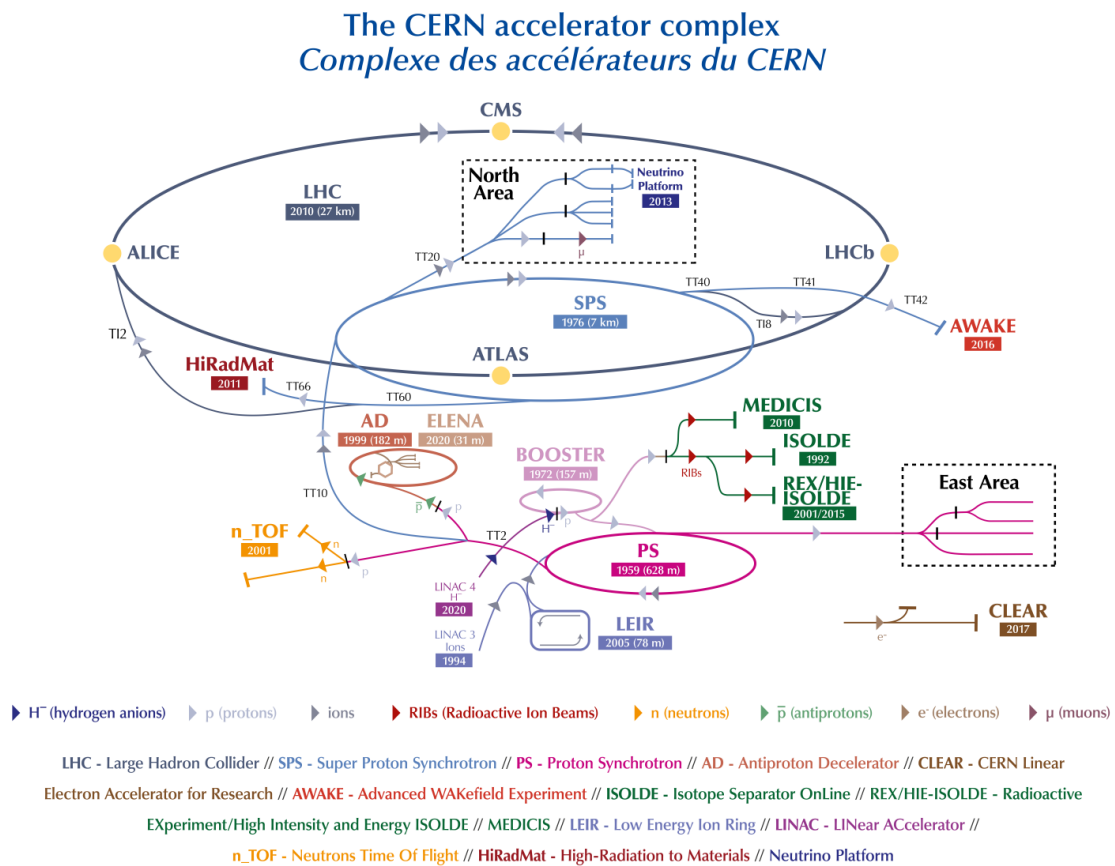 The CERN accelerator complex
Complexe des accélérateurs du CERN
CMS
North
Area
Neutrino
Platform
2013
LHC
2010 (27 km)
ALICE
LHCb
μ
TT20
TT40
TT41
TT42
SPS
1976 (7 km)
TI8
TI2
AWAKE
2016
ATLAS
HiRadMat
2011
TT66
TT60
MEDICIS
2010
AD
1999 (182 m)
ELENA
2020 (31 m)
BOOSTER
1972 (157 m)
ISOLDE
1992
RIBs
REX/HIE-
ISOLDE
2001/2015
East Area
TT10
p̅
p
H⁻
p
TT2
n_TOF
2001
n
n
p
PS
1959 (628 m)
LINAC 4
H⁻
2020
LINAC 3
Ions
1994
LEIR
2005 (78 m)
CLEAR
2017
e⁻
H⁻ (hydrogen anions)
p (protons)
ions
RIBs (Radioactive Ion Beams)
n (neutrons)
p̅ (antiprotons)
e⁻ (electrons)
μ (muons)
LHC - Large Hadron Collider // SPS - Super Proton Synchrotron // PS - Proton Synchrotron // AD - Antiproton Decelerator // CLEAR - CERN Linear
Electron Accelerator for Research // AWAKE - Advanced WAKefield Experiment // ISOLDE - Isotope Separator OnLine // REX/HIE-ISOLDE - Radioactive
EXperiment/High Intensity and Energy ISOLDE // MEDICIS // LEIR - Low Energy Ion Ring // LINAC - LINear ACcelerator //
n_TOF - Neutrons Time Of Flight // HiRadMat - High-Radiation to Materials // Neutrino Platform